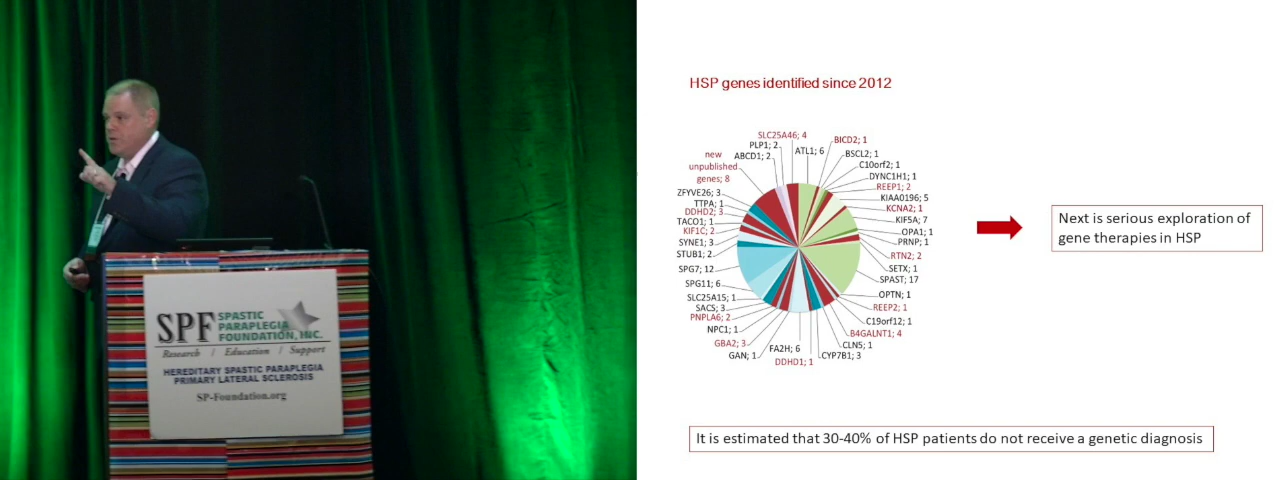 SPF SPASTIC
PARAPLEGIA
FOUNDATION, INC.
Research / Education / Support
HEREDITARY SPASTIC PARAPLEGIA
PRIMARY LATERAL SCLEROSIS
SP-Foundation.org
HSP genes identified since 2012
SLC25A46; 4
PLP1; 2
ABCD1; 2
new
unpublished
genes; 8
ZFYVE26; 3
TTPA; 1
DDHD2; 3
TACO1; 1
KIF1C; 2
SYNE1; 3
STUB1; 2
SPG7; 12
SPG11; 6
SLC25A15; 1
SACS; 3
PNPLA6; 2
NPC1; 1
GBA2; 3
GAN; 1
FA2H; 6
DDHD1; 1
ATL1; 6
BICD2; 1
BSCL2; 1
C10orf2; 1
DYNC1H1; 1
REEP1; 2
KIAA0196; 5
KCNA2; 1
KIF5A; 7
OPA1; 1
PRNP; 1
RTN2; 2
SETX; 1
SPAST; 17
OPTN; 1
REEP2; 1
C19orf12; 1
B4GALNT1; 4
CLN5; 1
CYP7B1; 3
Next is serious exploration of
gene therapies in HSP
It is estimated that 30-40% of HSP patients do not receive a genetic diagnosis